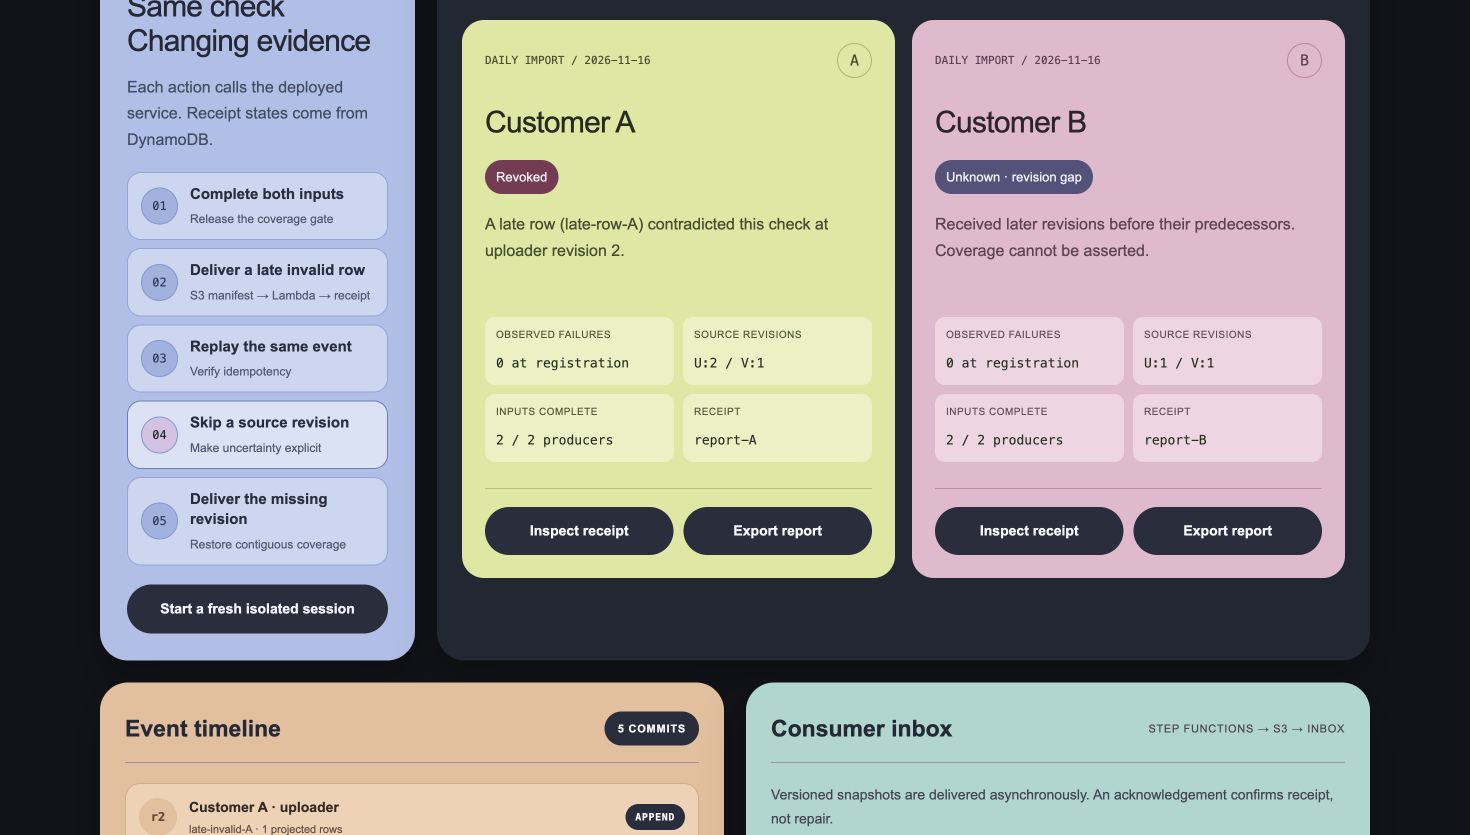 Same check
Changing evidence
Each action calls the deployed
service. Receipt states come from
DynamoDB.
01
Complete both inputs
Release the coverage gate
02
Deliver a late invalid row
S3 manifest → Lambda → receipt
03
Replay the same event
Verify idempotency
04
Skip a source revision
Make uncertainty explicit
05
Deliver the missing
revision
Restore contiguous coverage
Start a fresh isolated session
DAILY IMPORT / 2026-11-16
A
Customer A
Revoked
A late row (late-row-A) contradicted this check at
uploader revision 2.
OBSERVED FAILURES
0 at registration
SOURCE REVISIONS
U:2 / V:1
INPUTS COMPLETE
2 / 2 producers
RECEIPT
report-A
Inspect receipt
Export report
DAILY IMPORT / 2026-11-16
B
Customer B
Unknown · revision gap
Received later revisions before their predecessors.
Coverage cannot be asserted.
OBSERVED FAILURES
0 at registration
SOURCE REVISIONS
U:1 / V:1
INPUTS COMPLETE
2 / 2 producers
RECEIPT
report-B
Inspect receipt
Export report
Event timeline
5 COMMITS
r2
Customer A · uploader
late-invalid-A · 1 projected rows
APPEND
Consumer inbox
STEP FUNCTIONS → S3 → INBOX
Versioned snapshots are delivered asynchronously. An acknowledgement confirms receipt,
not repair.